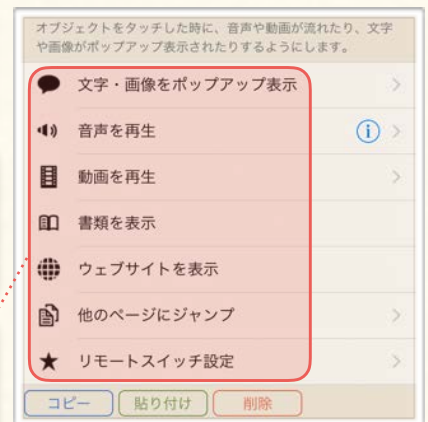 オブジェクトをタッチした時に、音声や動画が流れたり、文字
や画像がポップアップ表示されたりするようにします。
文字・画像をポップアップ表示
音声を再生
動画を再生
書類を表示
ウェブサイトを表示
他のページにジャンプ
リモートスイッチ設定
コピー 貼り付け 削除